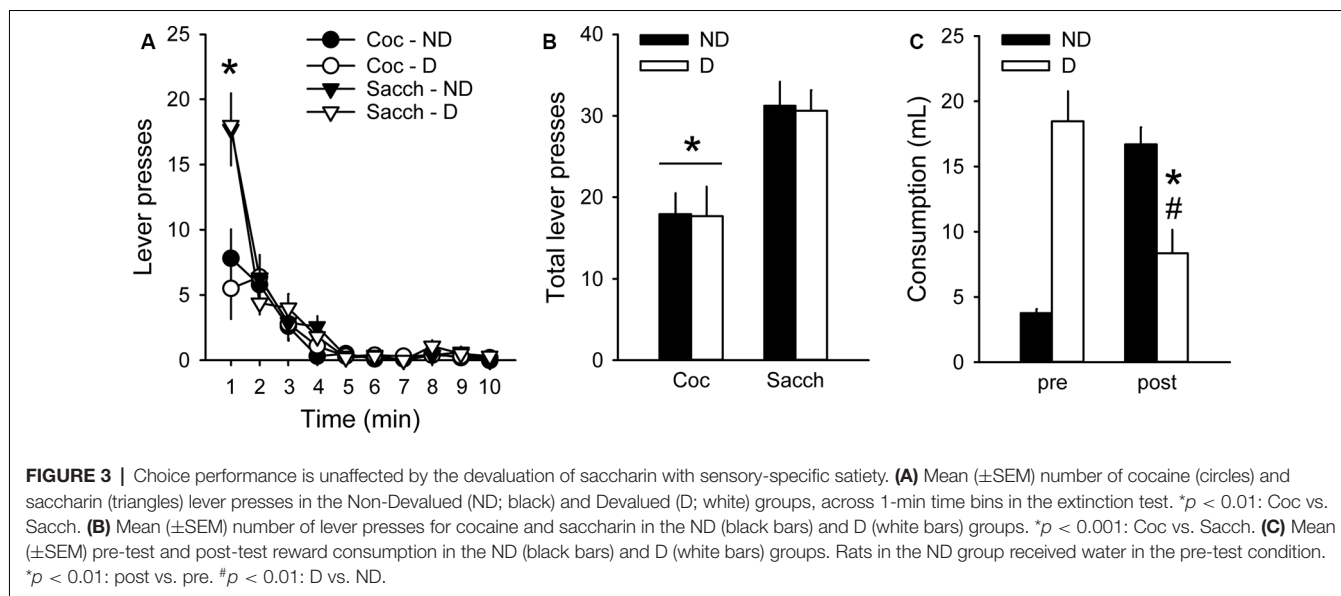 A
25
20
15
10
5
0
Lever presses
*
Coc - ND
Coc - D
Sacch - ND
Sacch - D
1 2 3 4 5 6 7 8 9 10
Time (min)
B
40
30
20
10
0
Total lever presses
ND
D
*
Coc Sacch
C
25
20
15
10
5
0
Consumption (mL)
ND
D
*
#
pre post
FIGURE 3 | Choice performance is unaffected by the devaluation of saccharin with sensory-specific satiety. (A) Mean (±SEM) number of cocaine (circles) and
saccharin (triangles) lever presses in the Non-Devalued (ND; black) and Devalued (D; white) groups, across 1-min time bins in the extinction test. *p < 0.01: Coc vs.
Sacch. (B) Mean (±SEM) number of lever presses for cocaine and saccharin in the ND (black bars) and D (white bars) groups. *p < 0.001: Coc vs. Sacch. (C) Mean
(±SEM) pre-test and post-test reward consumption in the ND (black bars) and D (white bars) groups. Rats in the ND group received water in the pre-test condition.
*p < 0.01: post vs. pre. #p < 0.01: D vs. ND.